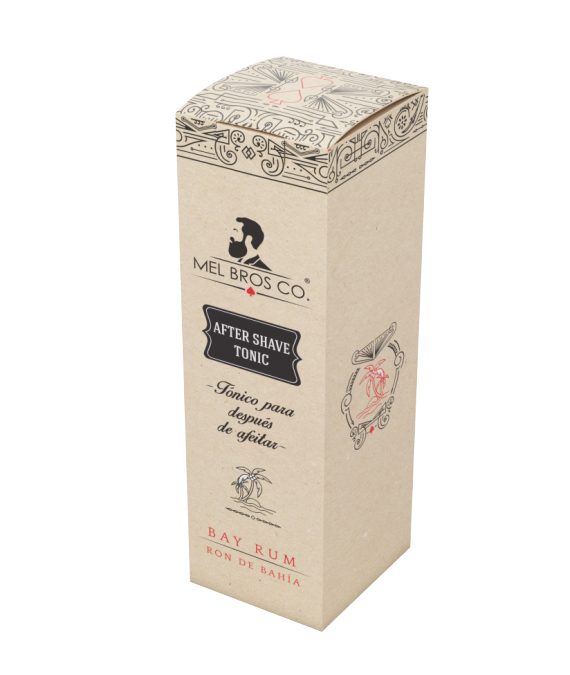 MEL BROS CO.®
AFTER SHAVE
TONIC
-Tónico para
después
de afeitar-
BAY RUM
RON DE BAHÍA